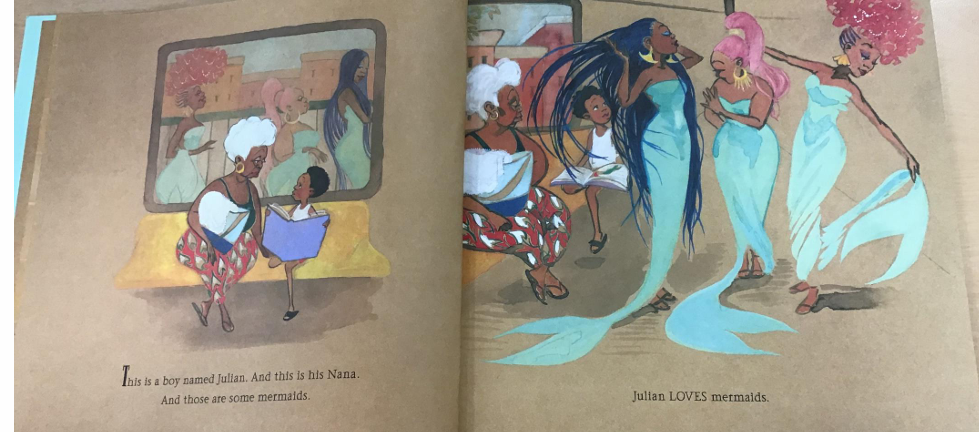 This is a boy named Julian. And this is his Nana.
And those are some mermaids.
Julian LOVES mermaids.